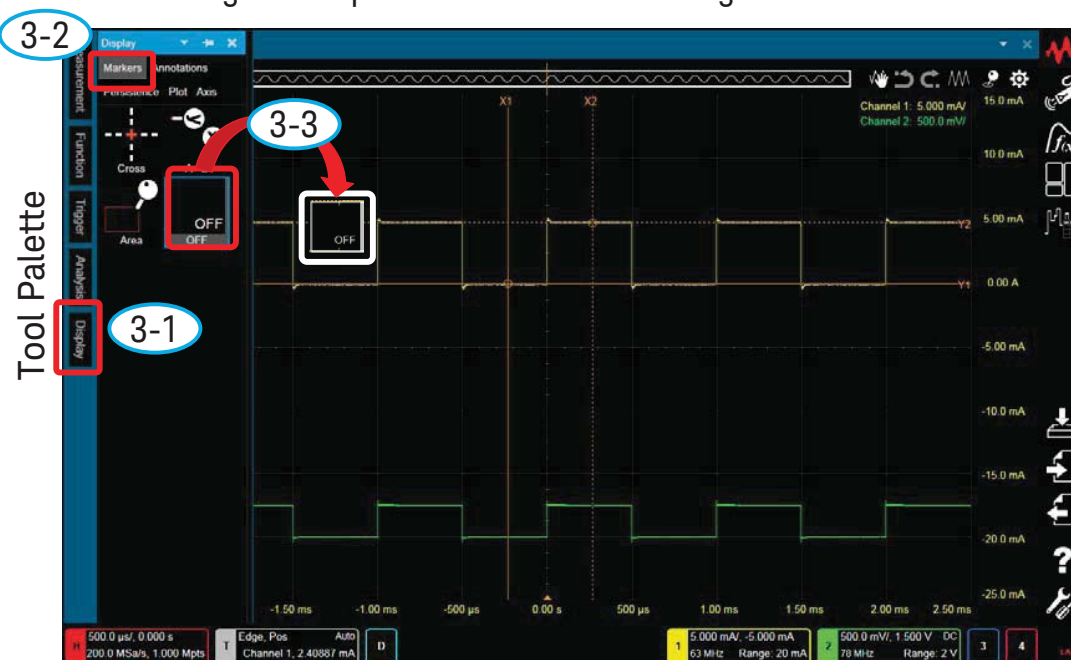 3-2
Display
Markers Annotations
Persistence Plot Axis
Cross
Area
OFF
OFF
3-3
OFF
3-1
Tool Palette
Measurement
Function
Trigger
Analysis
Display
X1
X2
Channel 1: 5.000 mA/
Channel 2: 500.0 mV/
15.0 mA
10.0 mA
5.00 mA
Y2
0.00 A
Y1
-5.00 mA
-10.0 mA
-15.0 mA
-20.0 mA
-25.0 mA
-1.50 ms
-1.00 ms
-500 µs
0.00 s
500 µs
1.00 ms
1.50 ms
2.00 ms
2.50 ms
H
500.0 µs/, 0.000 s
200.0 MSa/s, 1.000 Mpts
T
Edge, Pos Auto
Channel 1, 2.40887 mA
D
1
5.000 mA/, -5.000 mA
63 MHz Range: 20 mA
2
500.0 mV/, 1.500 V DC
78 MHz Range: 2 V
3
4